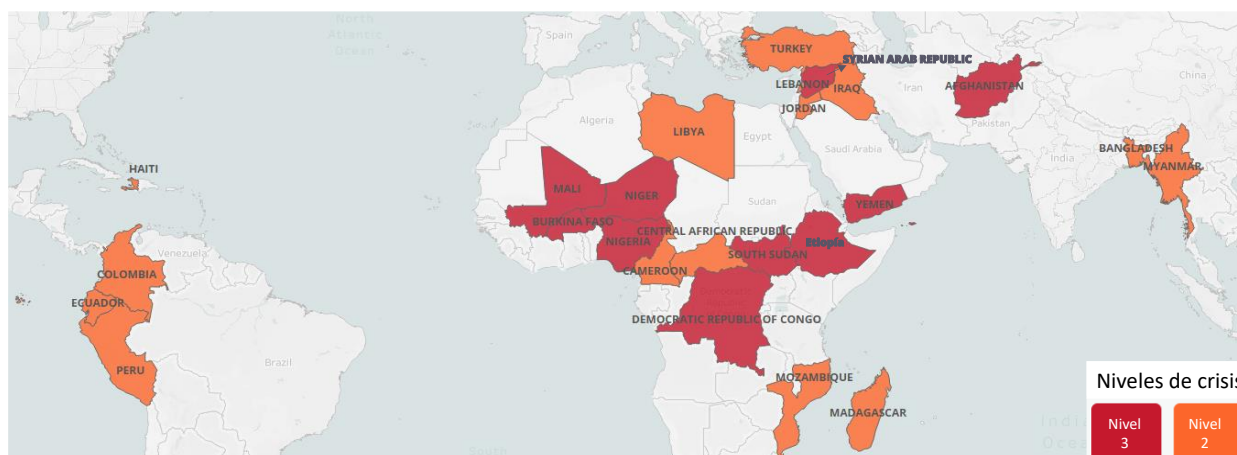 North
Atlantic
Ocean
Spain
TURKEY
SYRIAN ARAB REPUBLIC
China
LEBANON
IRAQ
Iran
AFGHANISTAN
JORDAN
Pakistan
Algeria
LIBYA
Egypt
Saudi Arabia
BANGLADESH
India
MYANMAR
HAITI
MALI
NIGER
Sudan
YEMEN
BURKINA FASO
CENTRAL AFRICAN REPUBLIC
NIGERIA
Etiopía
SOUTH SUDAN
Venezuela
COLOMBIA
CAMEROON
ECUADOR
DEMOCRATIC REPUBLIC OF CONGO
Brazil
PERU
MOZAMBIQUE
MADAGASCAR
Niveles de crisis
Nivel
3
Nivel
2
South